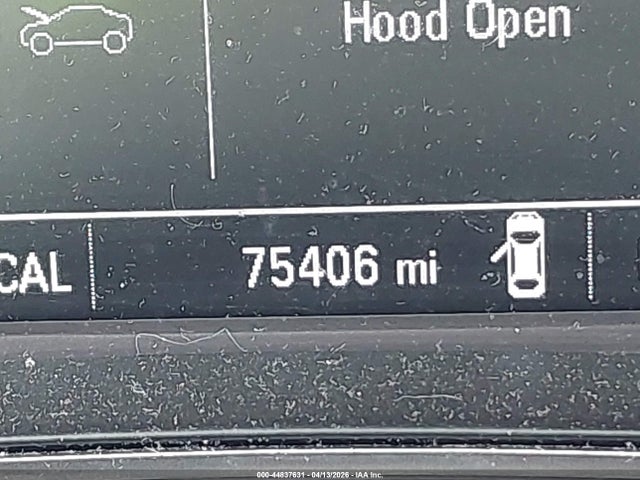 Hood Open
CAL
75406 mi
000-44837631 - 04/13/2026 - IAA Inc.